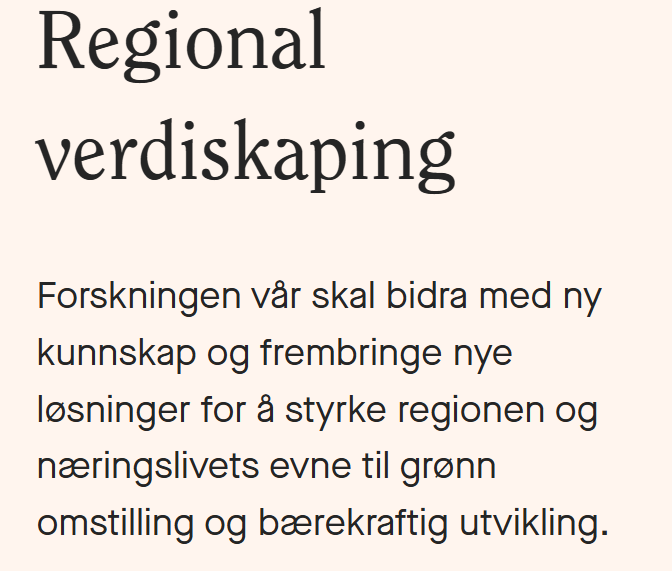 Regional
verdiskaping
Forskningen vår skal bidra med ny
kunnskap og frembringe nye
løsninger for å styrke regionen og
næringslivets evne til grønn
omstilling og bærekraftig utvikling.